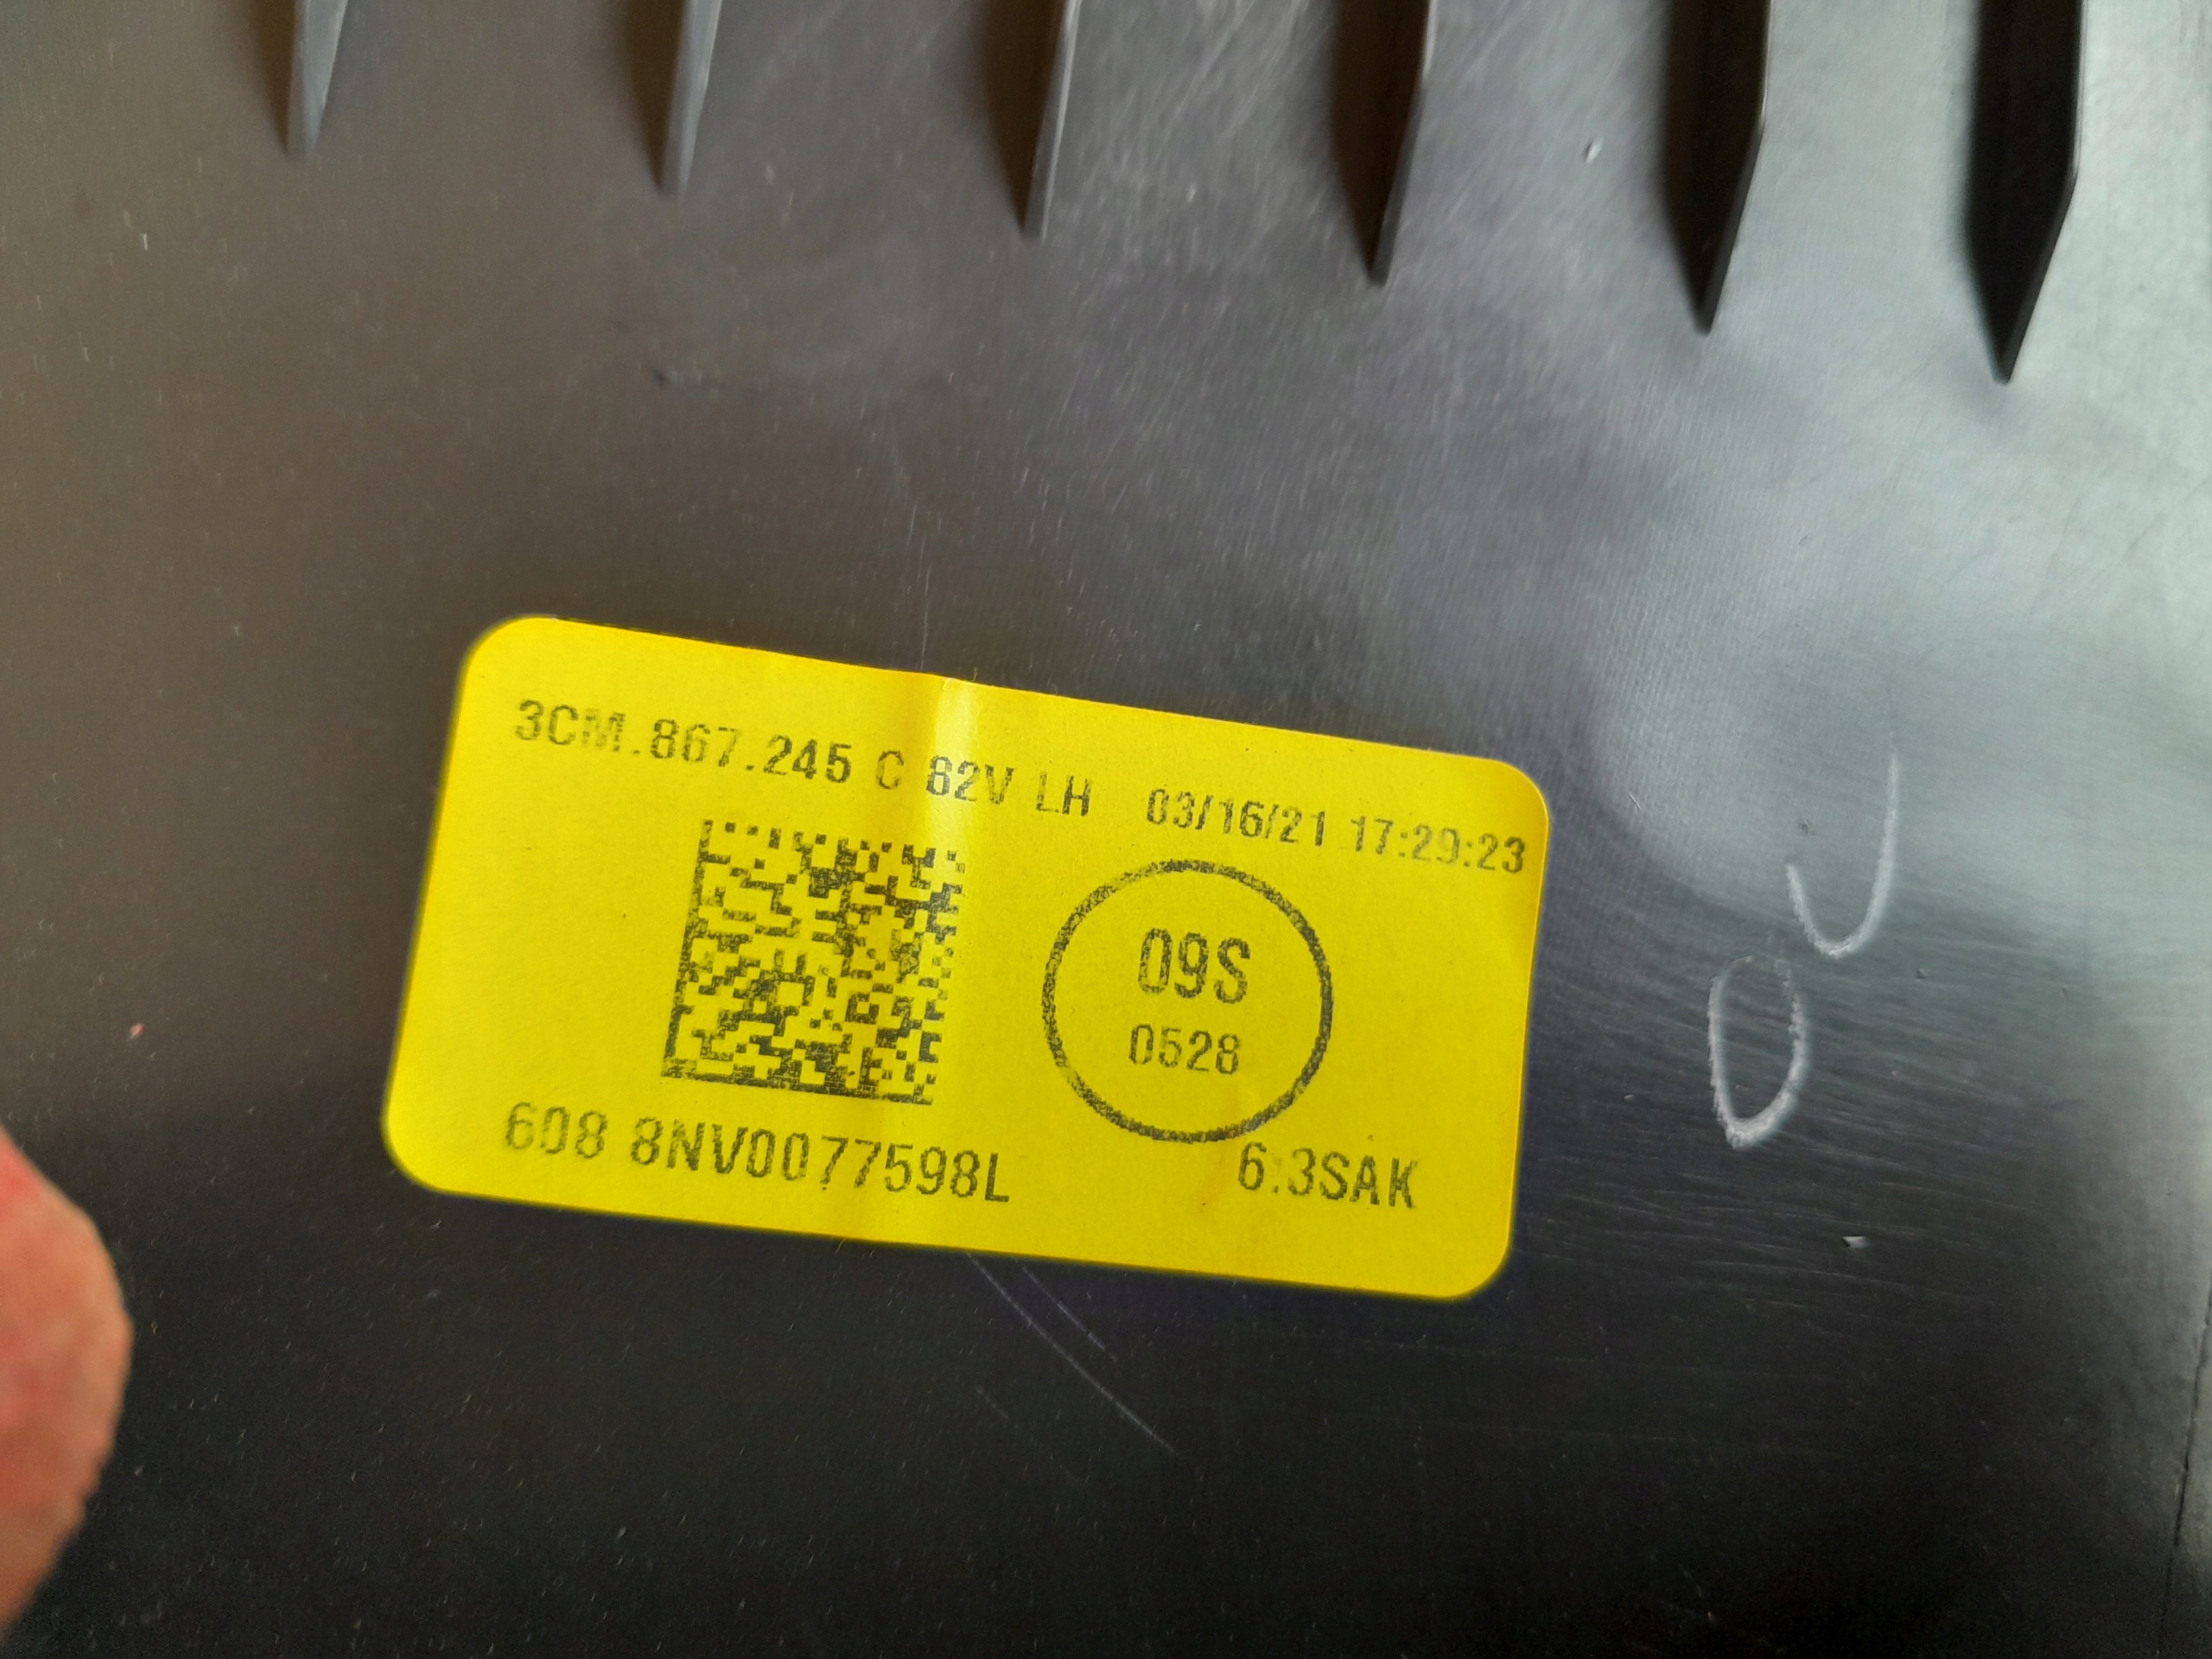 3CM.867.245 C 82V LH 03/16/21 17:29:23
09S
0528
608 8NV0077598L
6.3SAK